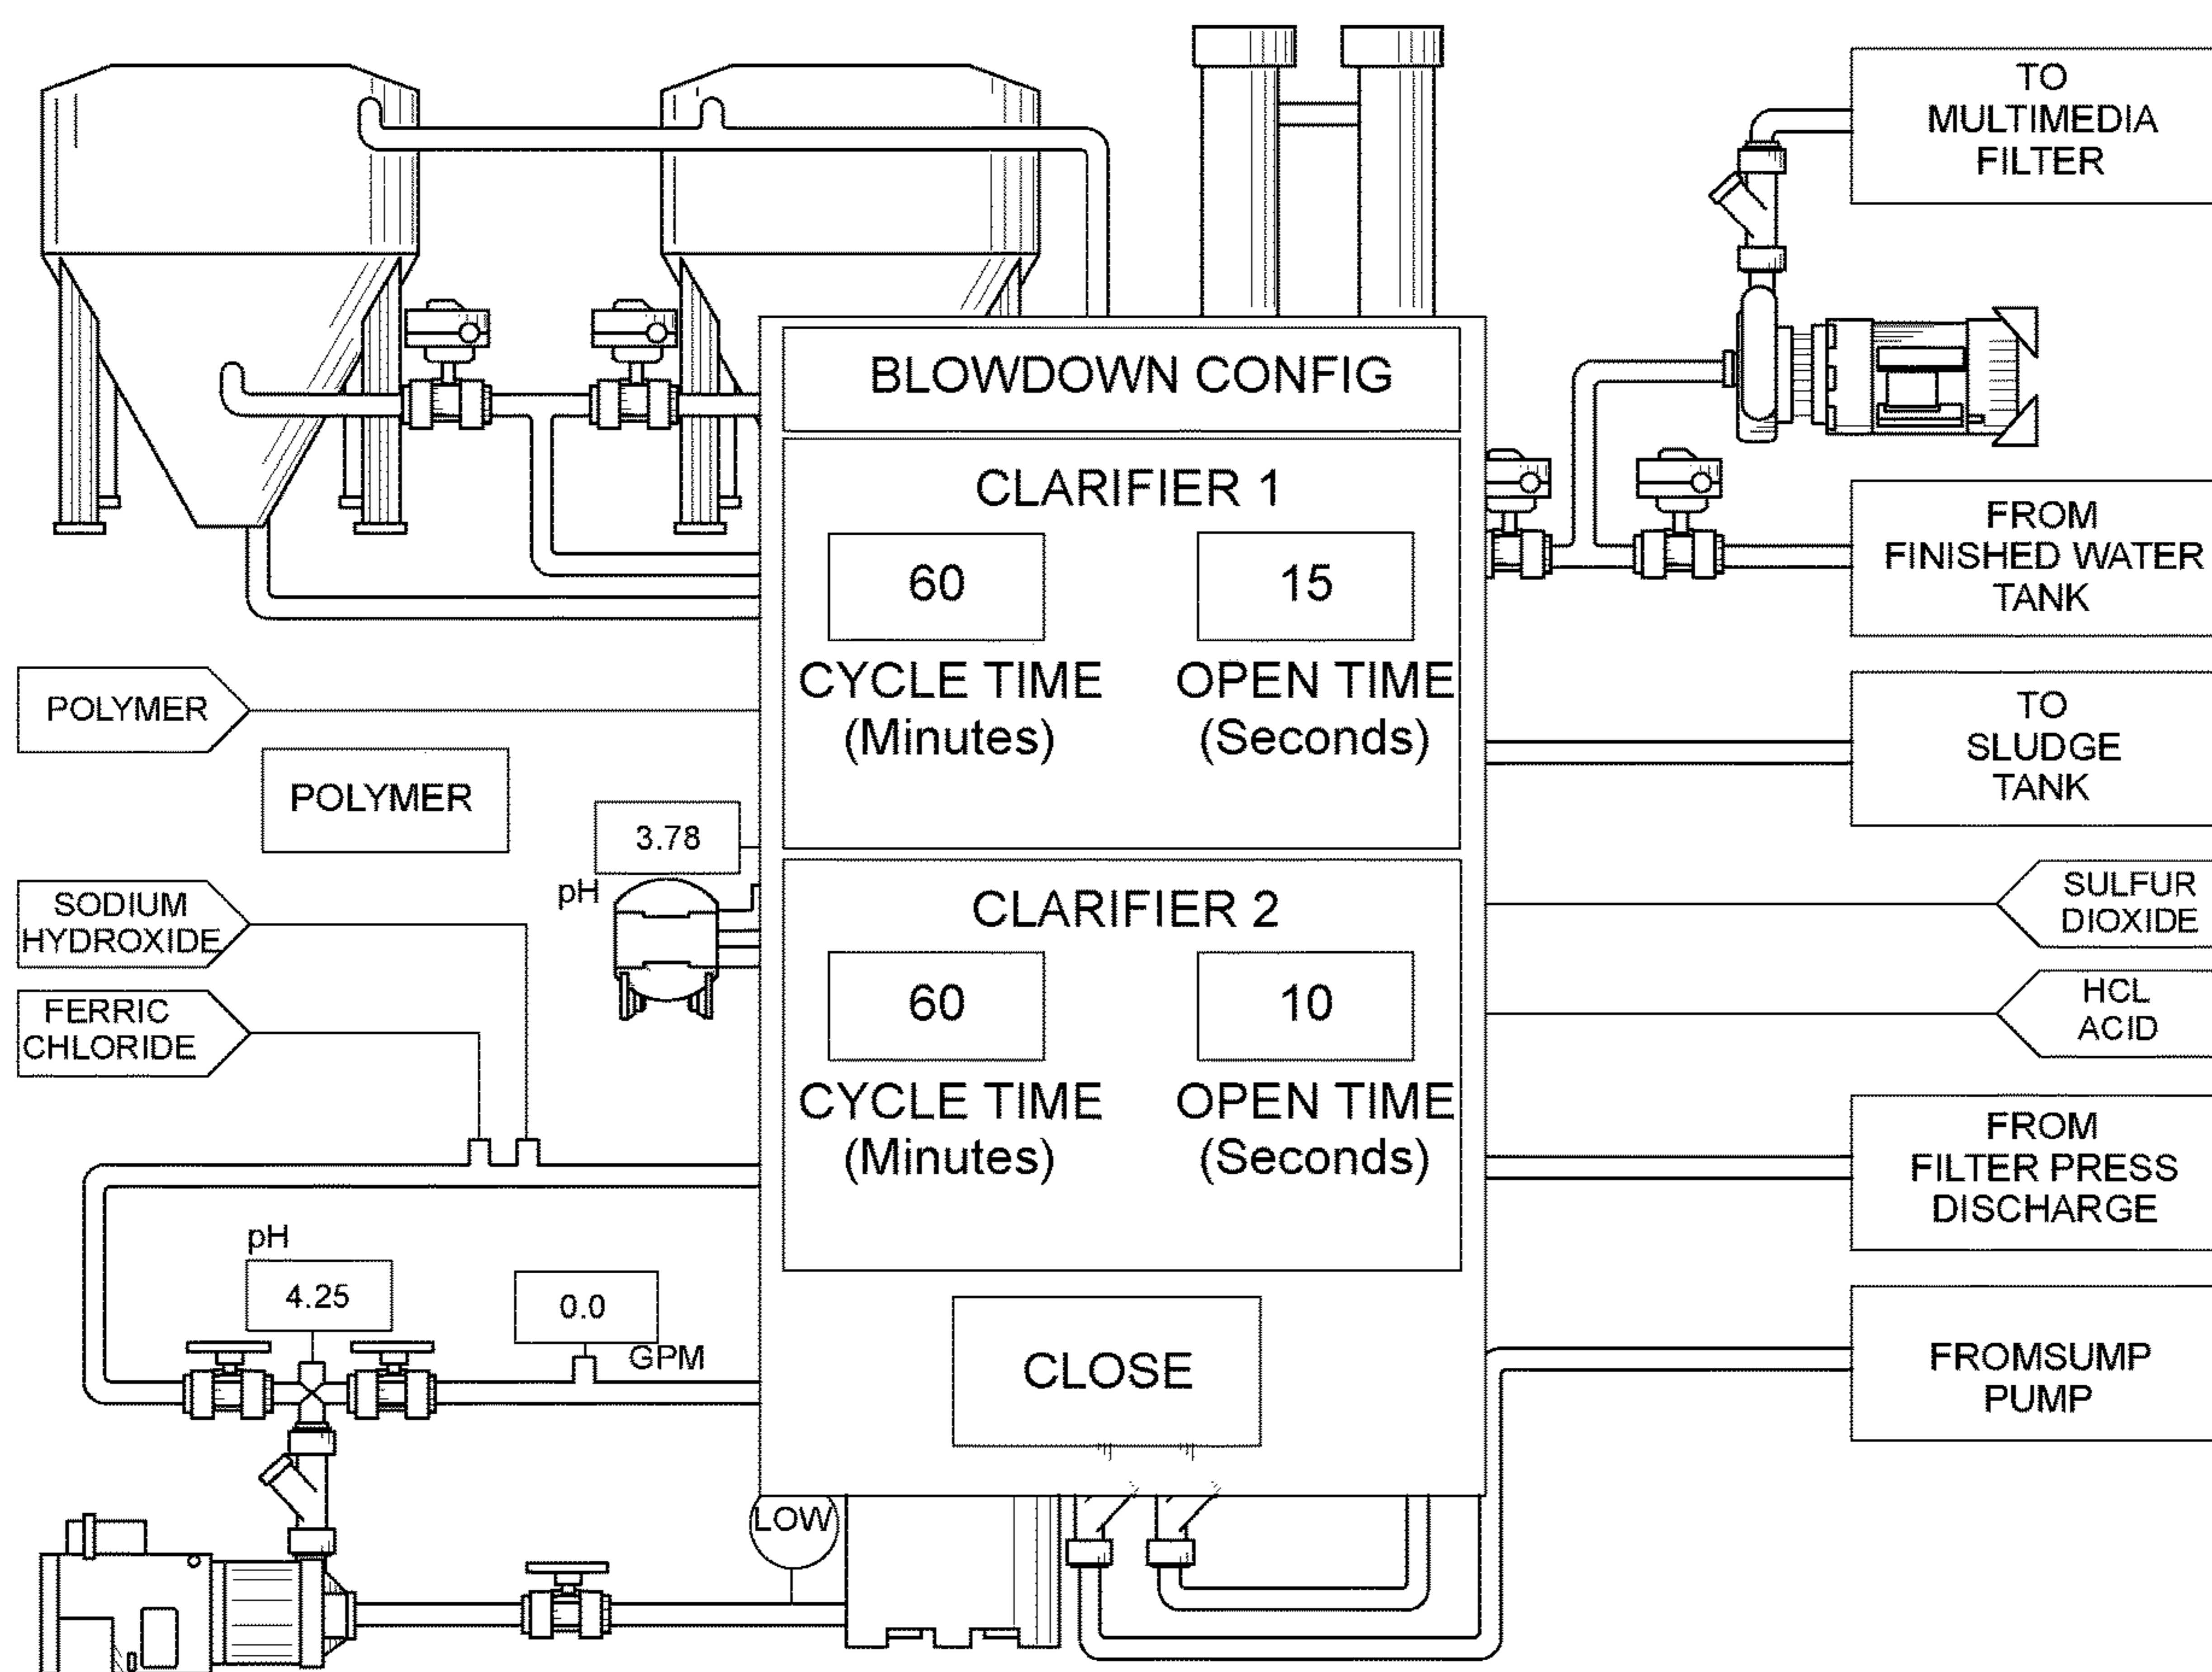 TO
MULTIMEDIA
FILTER
BLOWDOWN CONFIG
CLARIFIER 1
60
15
CYCLE TIME
(Minutes)
OPEN TIME
(Seconds)
FROM
FINISHED WATER
TANK
POLYMER
POLYMER
TO
SLUDGE
TANK
3.78
pH
SODIUM
HYDROXIDE
CLARIFIER 2
60
10
CYCLE TIME
(Minutes)
OPEN TIME
(Seconds)
SULFUR
DIOXIDE
FERRIC
CHLORIDE
HCL
ACID
FROM
FILTER PRESS
DISCHARGE
pH
4.25
0.0
GPM
CLOSE
FROMSUMP
PUMP
LOW